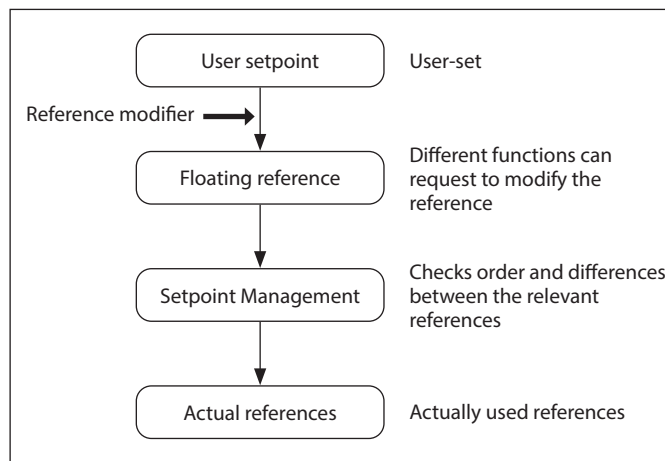 User setpoint
User-set
Reference modifier
Floating reference
Different functions can
request to modify the
reference
Setpoint Management
Checks order and differences
between the relevant
references
Actual references
Actually used references